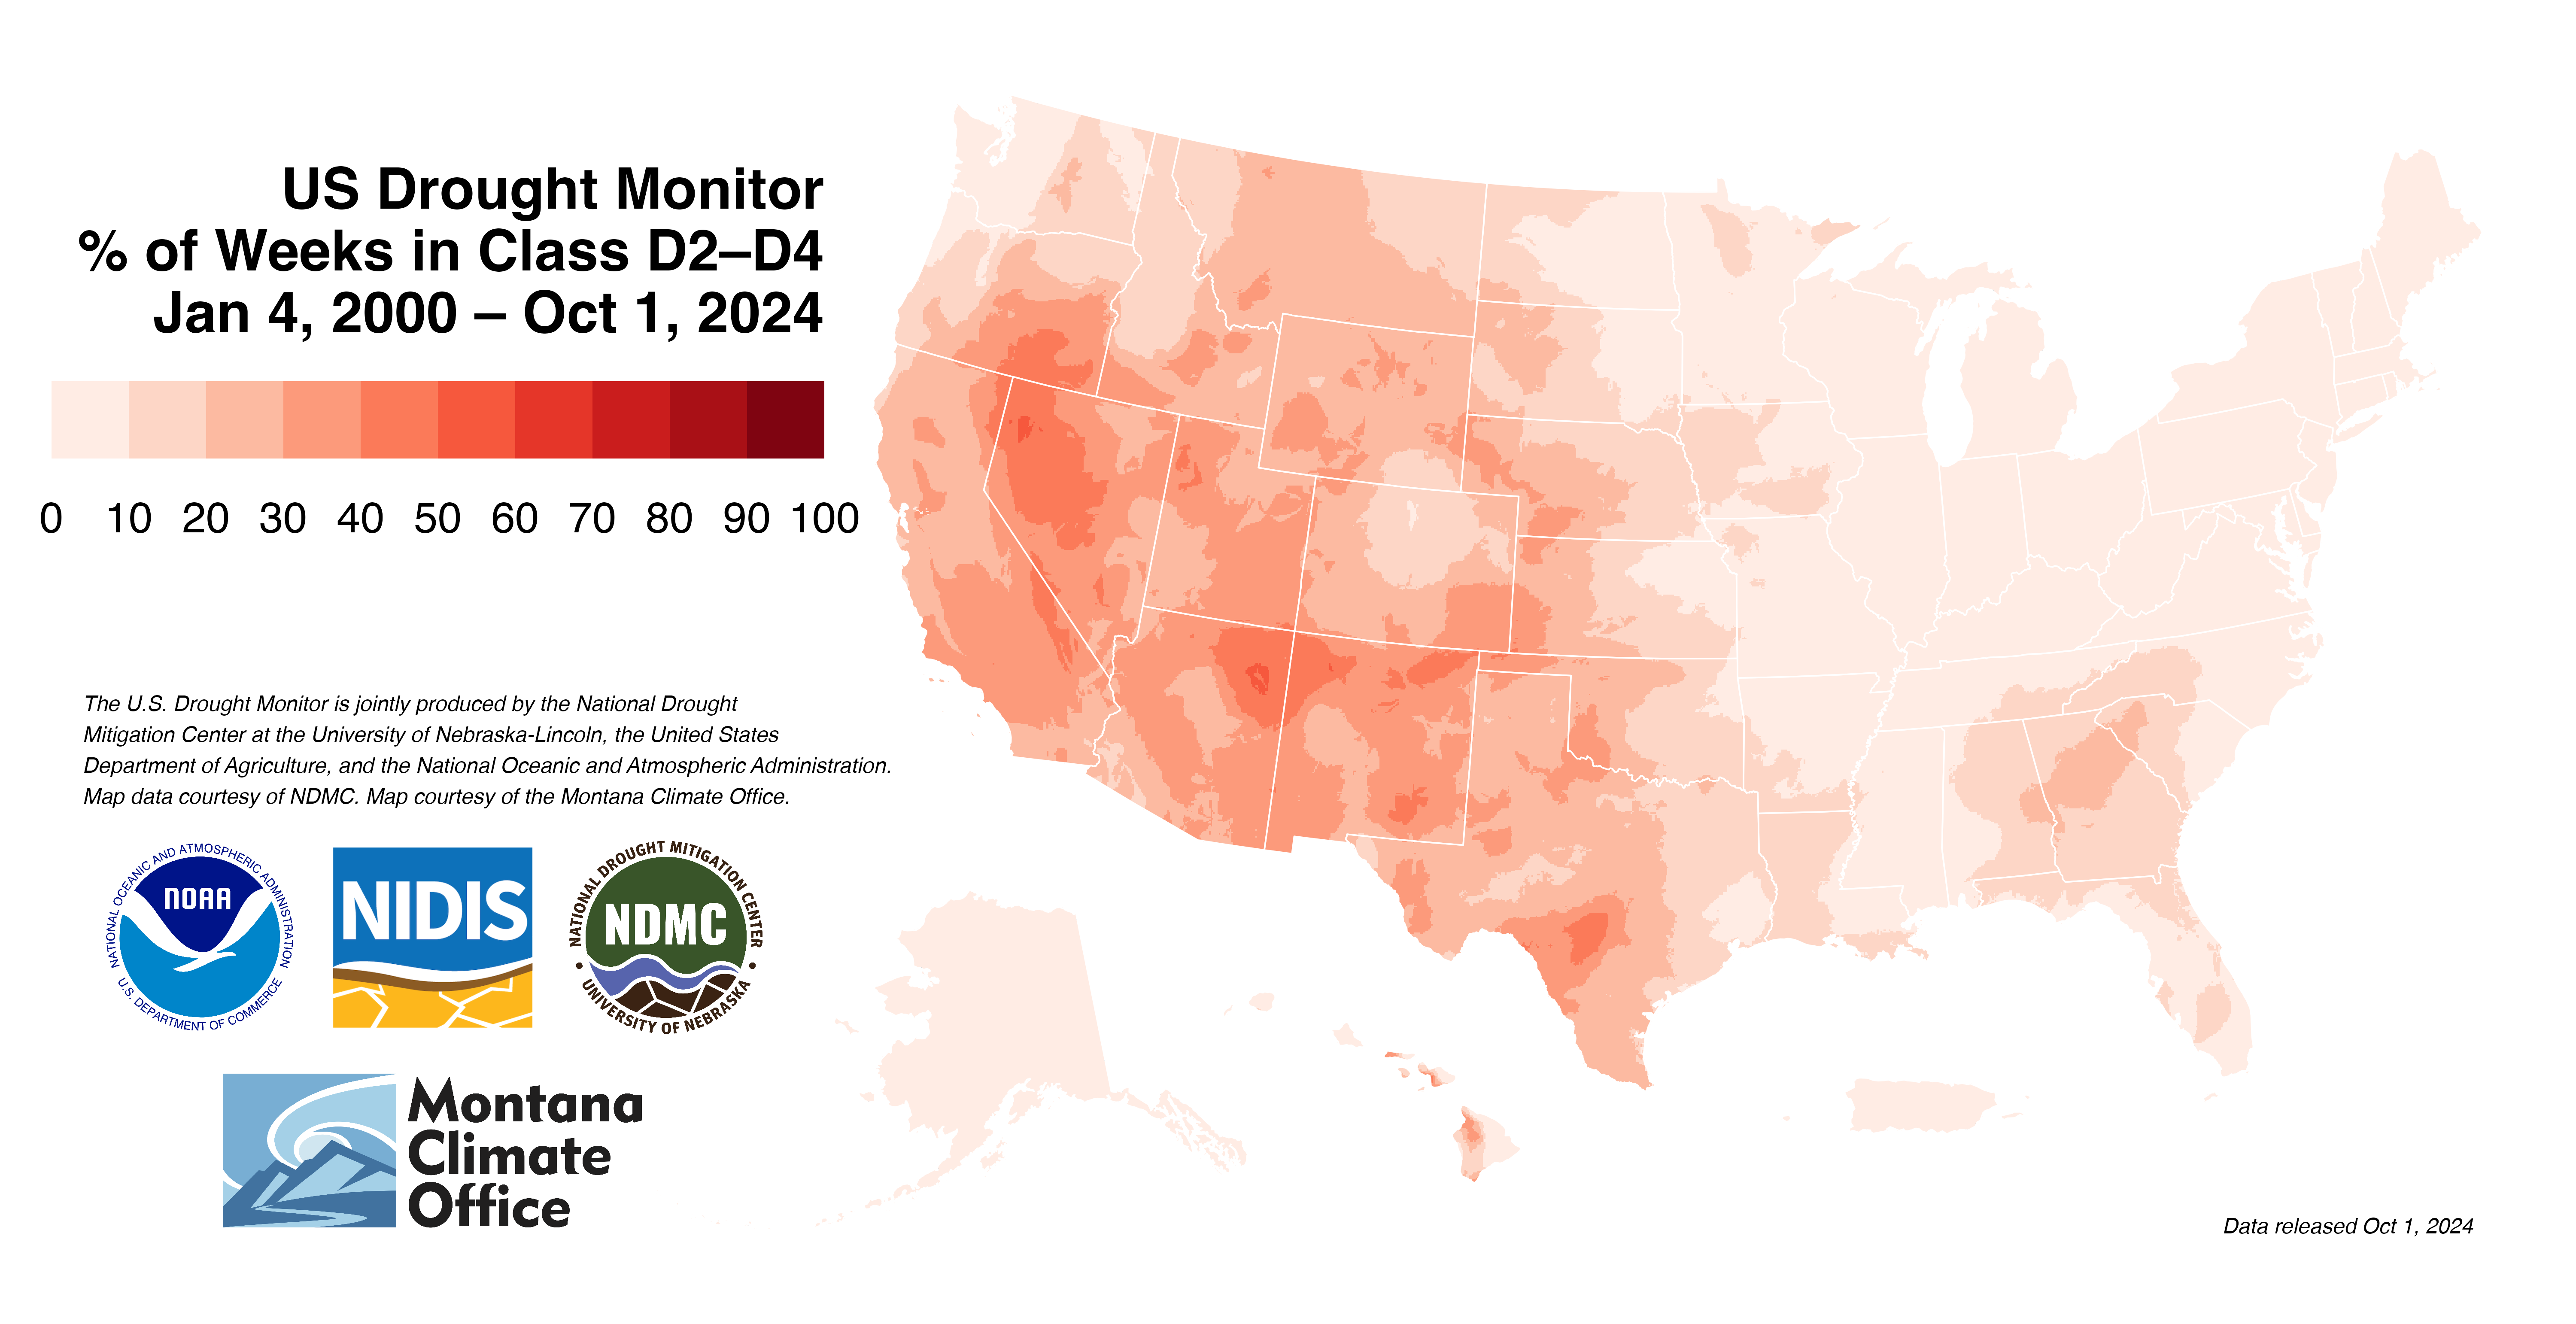 US Drought Monitor
% of Weeks in Class D2–D4
Jan 4, 2000 – Oct 1, 2024
0 10 20 30 40 50 60 70 80 90 100
The U.S. Drought Monitor is jointly produced by the National Drought
Mitigation Center at the University of Nebraska-Lincoln, the United States
Department of Agriculture, and the National Oceanic and Atmospheric Administration.
Map data courtesy of NDMC. Map courtesy of the Montana Climate Office.
NATIONAL OCEANIC AND ATMOSPHERIC ADMINISTRATION
NOAA
U.S. DEPARTMENT OF COMMERCE
NIDIS
NATIONAL DROUGHT MITIGATION CENTER
NDMC
UNIVERSITY OF NEBRASKA
Montana
Climate
Office
Data released Oct 1, 2024